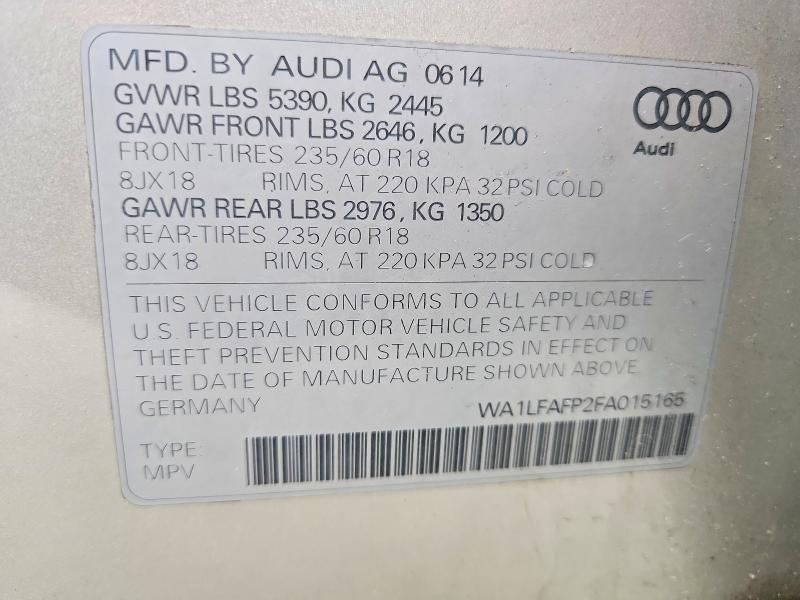 MFD. BY AUDI AG 0614
GVWR LBS 5390, KG 2445
GAWR FRONT LBS 2646, KG 1200
FRONT-TIRES 235/60 R18
8JX18 RIMS, AT 220 KPA 32 PSI COLD
GAWR REAR LBS 2976, KG 1350
REAR-TIRES 235/60 R18
8JX18 RIMS, AT 220 KPA 32 PSI COLD
Audi
THIS VEHICLE CONFORMS TO ALL APPLICABLE
U.S. FEDERAL MOTOR VEHICLE SAFETY AND
THEFT PREVENTION STANDARDS IN EFFECT ON
THE DATE OF MANUFACTURE SHOWN ABOVE.
GERMANY WA1LFAFP2FA015165
TYPE:
MPV